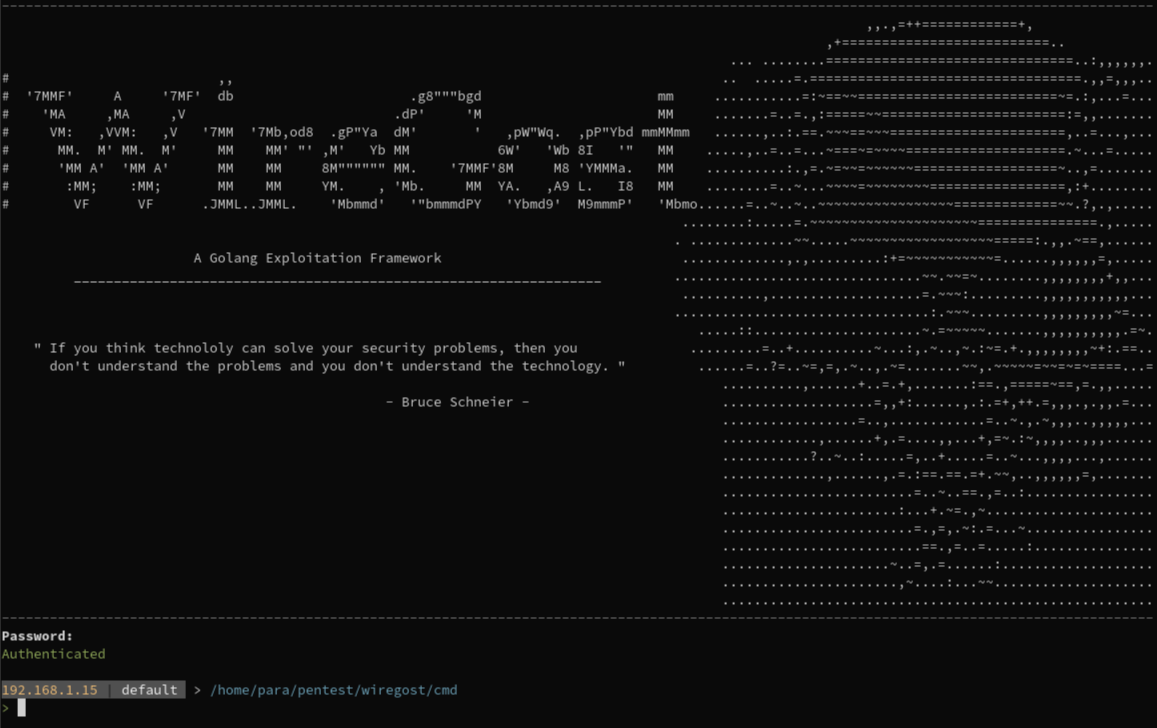 WireGost
A Golang Exploitation Framework
" If you think technololy can solve your security problems, then you
don't understand the problems and you don't understand the technology. "
- Bruce Schneier -
Password:
Authenticated
192.168.1.15 | default > /home/para/pentest/wiregost/cmd
>